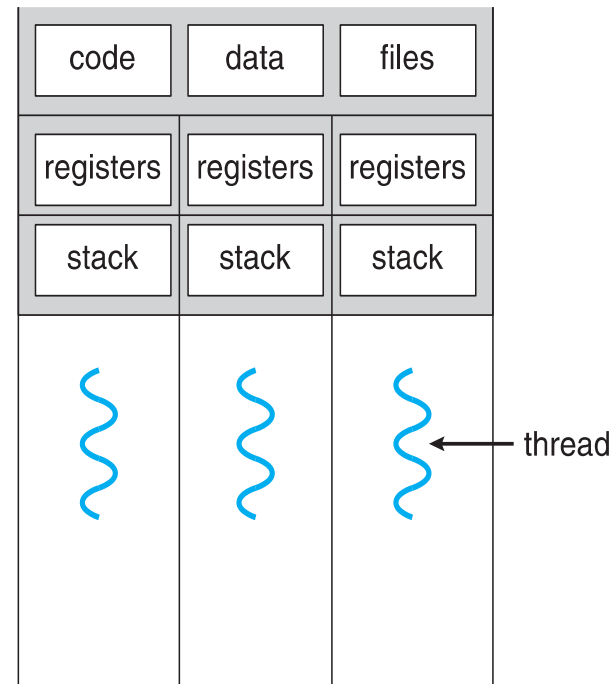 code data files
registers registers registers
stack stack stack
thread